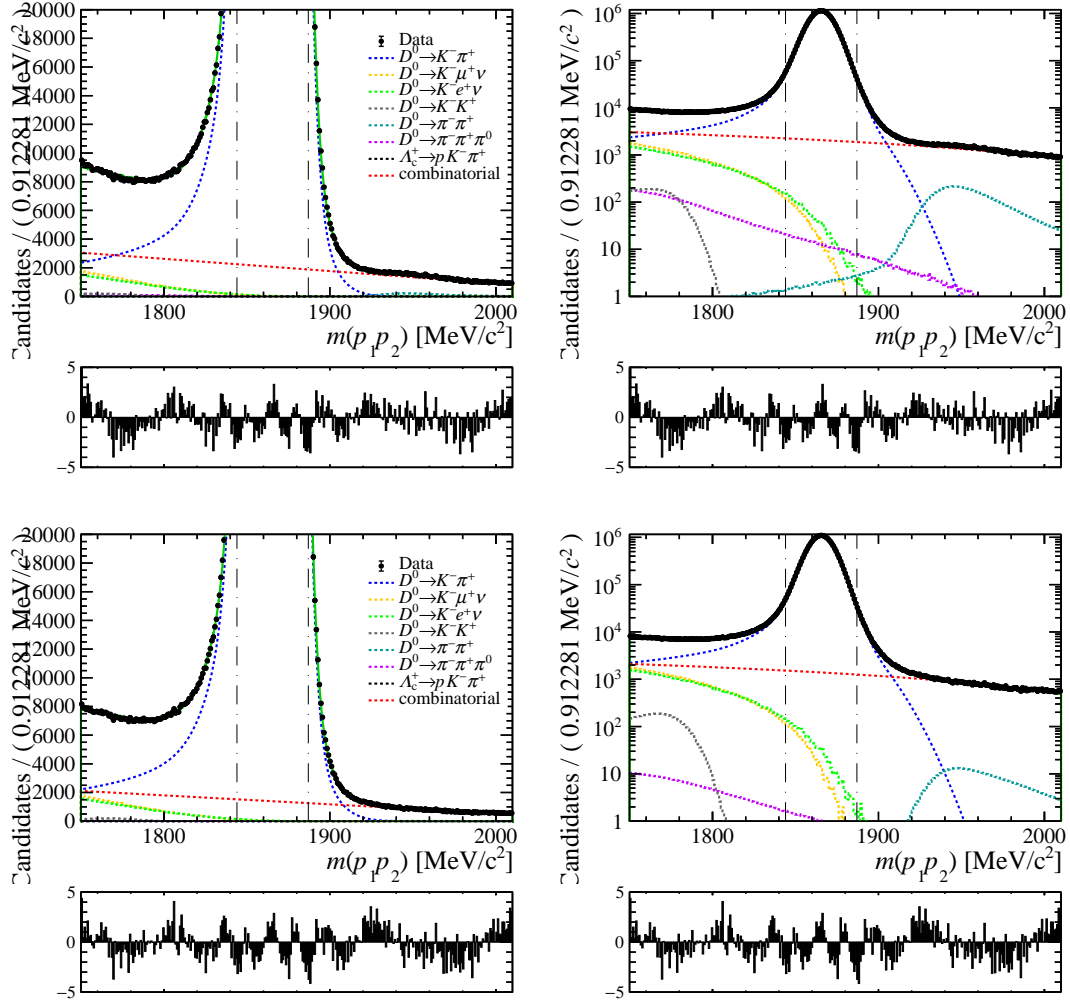 Candidates / ( 0.912281 MeV/c²)
20000
18000
16000
14000
12000
10000
8000
6000
4000
2000
0
Data
D⁰→K⁻π⁺
D⁰→K⁻μ⁺ν
D⁰→K⁻e⁺ν
D⁰→K⁻K⁺
D⁰→π⁻π⁺
D⁰→π⁻π⁺π⁰
Λc⁺→pK⁻π⁺
combinatorial
1800 1900 2000
m(p₁p₂) [MeV/c²]
5
0
−5
Candidates / ( 0.912281 MeV/c²)
10⁶
10⁵
10⁴
10³
10²
10
1
1800 1900 2000
m(p₁p₂) [MeV/c²]
5
0
−5
Candidates / ( 0.912281 MeV/c²)
20000
18000
16000
14000
12000
10000
8000
6000
4000
2000
0
Data
D⁰→K⁻π⁺
D⁰→K⁻μ⁺ν
D⁰→K⁻e⁺ν
D⁰→K⁻K⁺
D⁰→π⁻π⁺
D⁰→π⁻π⁺π⁰
Λc⁺→pK⁻π⁺
combinatorial
1800 1900 2000
m(p₁p₂) [MeV/c²]
5
0
−5
Candidates / ( 0.912281 MeV/c²)
10⁶
10⁵
10⁴
10³
10²
10
1
1800 1900 2000
m(p₁p₂) [MeV/c²]
5
0
−5